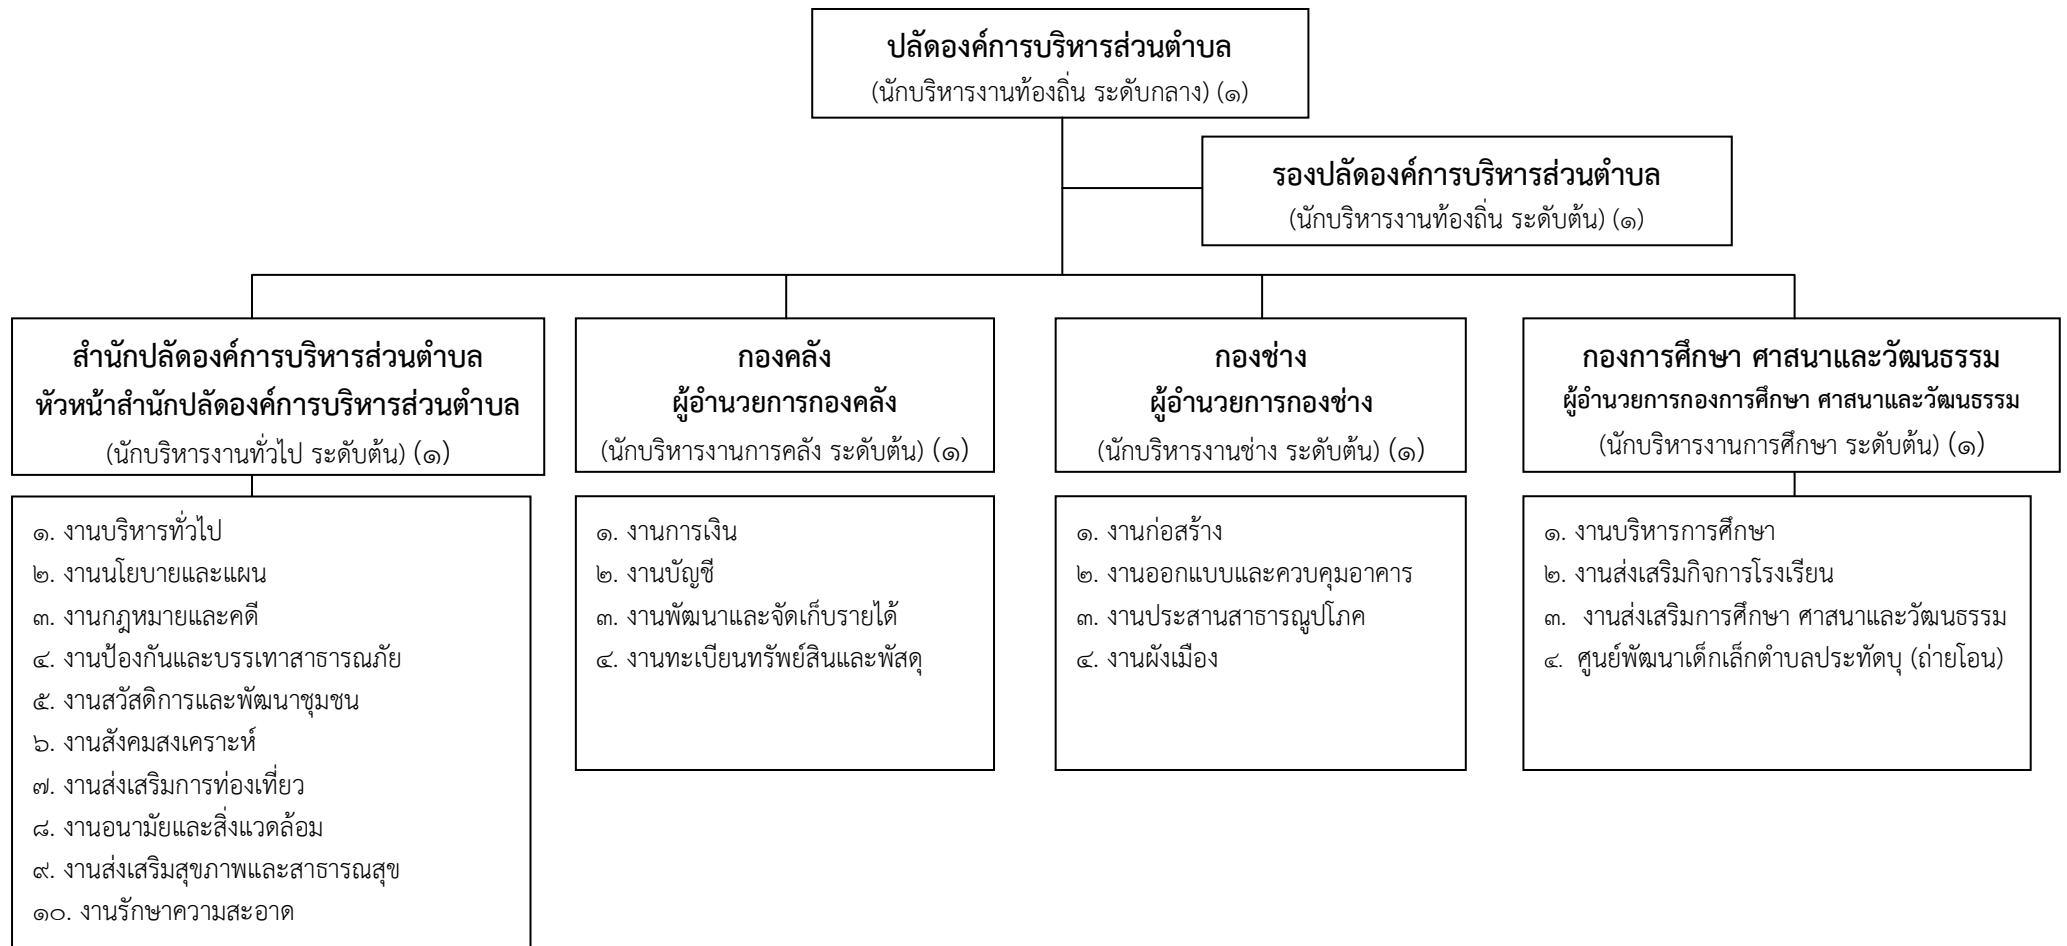 ปลัดองค์การบริหารส่วนตำบล
(นักบริหารงานท้องถิ่น ระดับกลาง) (๑)
รองปลัดองค์การบริหารส่วนตำบล
(นักบริหารงานท้องถิ่น ระดับต้น) (๑)
สำนักปลัดองค์การบริหารส่วนตำบล
หัวหน้าสำนักปลัดองค์การบริหารส่วนตำบล
(นักบริหารงานทั่วไป ระดับต้น) (๑)
๑. งานบริหารทั่วไป
๒. งานนโยบายและแผน
๓. งานกฎหมายและคดี
๔. งานป้องกันและบรรเทาสาธารณภัย
๕. งานสวัสดิการและพัฒนาชุมชน
๖. งานสังคมสงเคราะห์
๗. งานส่งเสริมการท่องเที่ยว
๘. งานอนามัยและสิ่งแวดล้อม
๙. งานส่งเสริมสุขภาพและสาธารณสุข
๑๐. งานรักษาความสะอาด
กองคลัง
ผู้อำนวยการกองคลัง
(นักบริหารงานการคลัง ระดับต้น) (๑)
๑. งานการเงิน
๒. งานบัญชี
๓. งานพัฒนาและจัดเก็บรายได้
๔. งานทะเบียนทรัพย์สินและพัสดุ
กองช่าง
ผู้อำนวยการกองช่าง
(นักบริหารงานช่าง ระดับต้น) (๑)
๑. งานก่อสร้าง
๒. งานออกแบบและควบคุมอาคาร
๓. งานประสานสาธารณูปโภค
๔. งานผังเมือง
กองการศึกษา ศาสนาและวัฒนธรรม
ผู้อำนวยการกองการศึกษา ศาสนาและวัฒนธรรม
(นักบริหารงานการศึกษา ระดับต้น) (๑)
๑. งานบริหารการศึกษา
๒. งานส่งเสริมกิจการโรงเรียน
๓. งานส่งเสริมการศึกษา ศาสนาและวัฒนธรรม
๔. ศูนย์พัฒนาเด็กเล็กตำบลประทัดบุ (ถ่ายโอน)